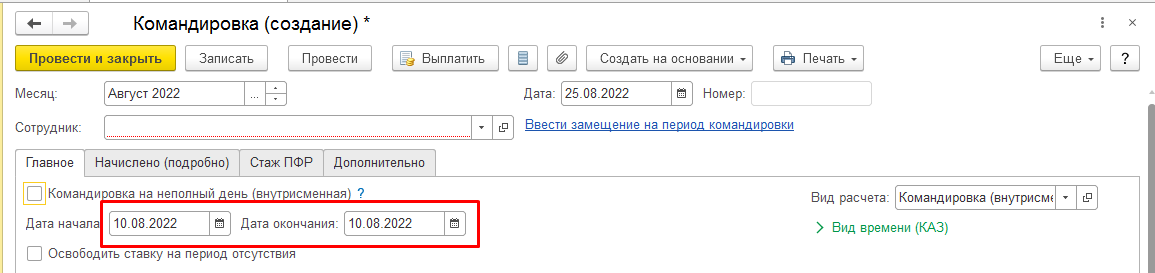 Командировка (создание) *
Провести и закрыть Записать Провести Выплатить Создать на основании Печать Еще ?
Месяц: Август 2022 ... Дата: 25.08.2022 Номер:
Сотрудник: Ввести замещение на период командировки
Главное Начислено (подробно) Стаж ПФР Дополнительно
Командировка на неполный день (внутрисменная) ? Вид расчета: Командировка (внутрисме
Дата начала 10.08.2022 Дата окончания: 10.08.2022 Вид времени (КАЗ)
Освободить ставку на период отсутствия